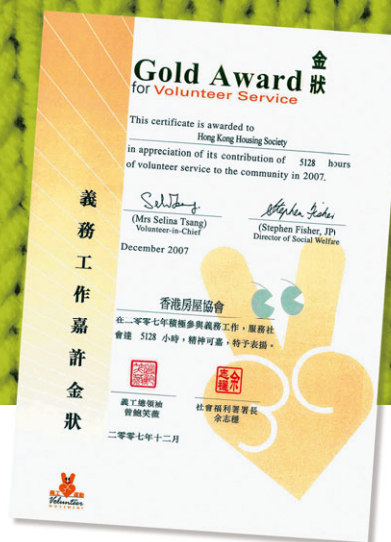 Gold Award 金狀
for Volunteer Service
This certificate is awarded to
Hong Kong Housing Society
in appreciation of its contribution of 5128 hours
of volunteer service to the community in 2007.
(Mrs Selina Tsang)
Volunteer-in-Chief
(Stephen Fisher, JP)
Director of Social Welfare
December 2007
義務工作嘉許金狀
香港房屋協會
在二零零七年積極參與義務工作，服務社
會達 5128 小時，精神可嘉，特予表揚。
義工總領袖
曾鮑笑薇
社會福利署署長
余志穩
二零零七年十二月
義工運動
Volunteer
MOVEMENT